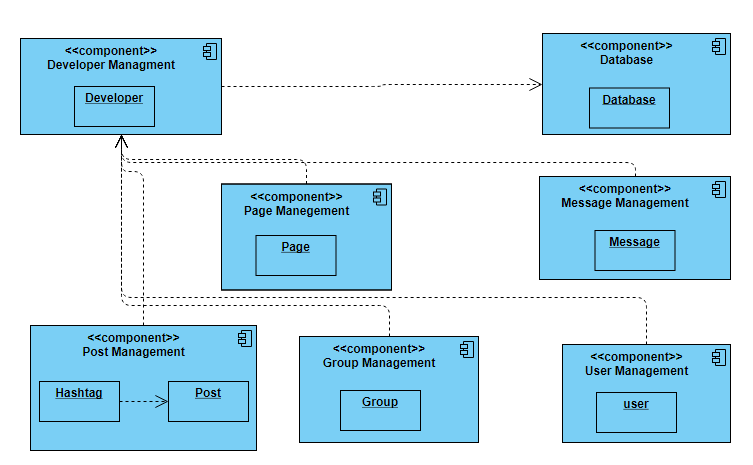 <<component>>
Developer Managment
Developer
<<component>>
Database
Database
<<component>>
Page Manegement
Page
<<component>>
Message Management
Message
<<component>>
Post Management
Hashtag
Post
<<component>>
Group Management
Group
<<component>>
User Management
user